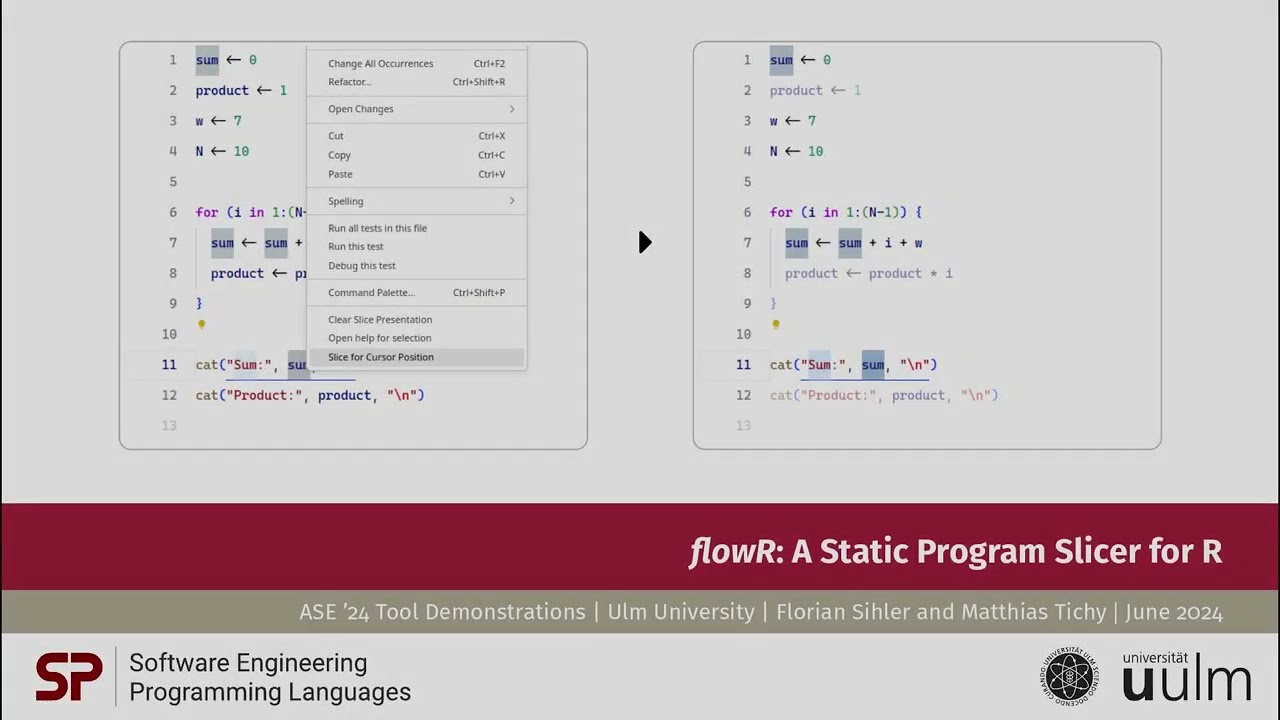 1 sum ← 0
2 product ← 1
3 w ← 7
4 N ← 10
5
6 for (i in 1:(N-
7 sum ← sum +
8 product ← pr
9 }
10
11 cat("Sum:", sum,
12 cat("Product:", product, "\n")
13
Change All Occurrences Ctrl+F2
Refactor... Ctrl+Shift+R
Open Changes
Cut Ctrl+X
Copy Ctrl+C
Paste Ctrl+V
Spelling
Run all tests in this file
Run this test
Debug this test
Command Palette... Ctrl+Shift+P
Clear Slice Presentation
Open help for selection
Slice for Cursor Position
1 sum ← 0
2 product ← 1
3 w ← 7
4 N ← 10
5
6 for (i in 1:(N-1)) {
7 sum ← sum + i + w
8 product ← product * i
9 }
10
11 cat("Sum:", sum, "\n")
12 cat("Product:", product, "\n")
13
flowR: A Static Program Slicer for R
ASE ’24 Tool Demonstrations | Ulm University | Florian Sihler and Matthias Tichy | June 2024
SP
Software Engineering
Programming Languages
universität
uulm